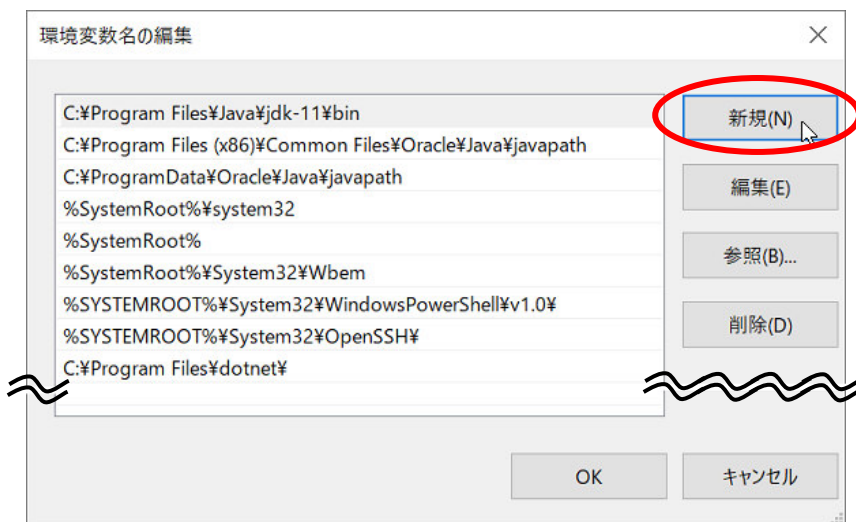 環境変数名の編集
C:¥Program Files¥Java¥jdk-11¥bin
C:¥Program Files (x86)¥Common Files¥Oracle¥Java¥javapath
C:¥ProgramData¥Oracle¥Java¥javapath
%SystemRoot%¥system32
%SystemRoot%
%SystemRoot%¥System32¥Wbem
%SYSTEMROOT%¥System32¥WindowsPowerShell¥v1.0¥
%SYSTEMROOT%¥System32¥OpenSSH¥
C:¥Program Files¥dotnet¥
新規(N)
編集(E)
参照(B)...
削除(D)
OK
キャンセル